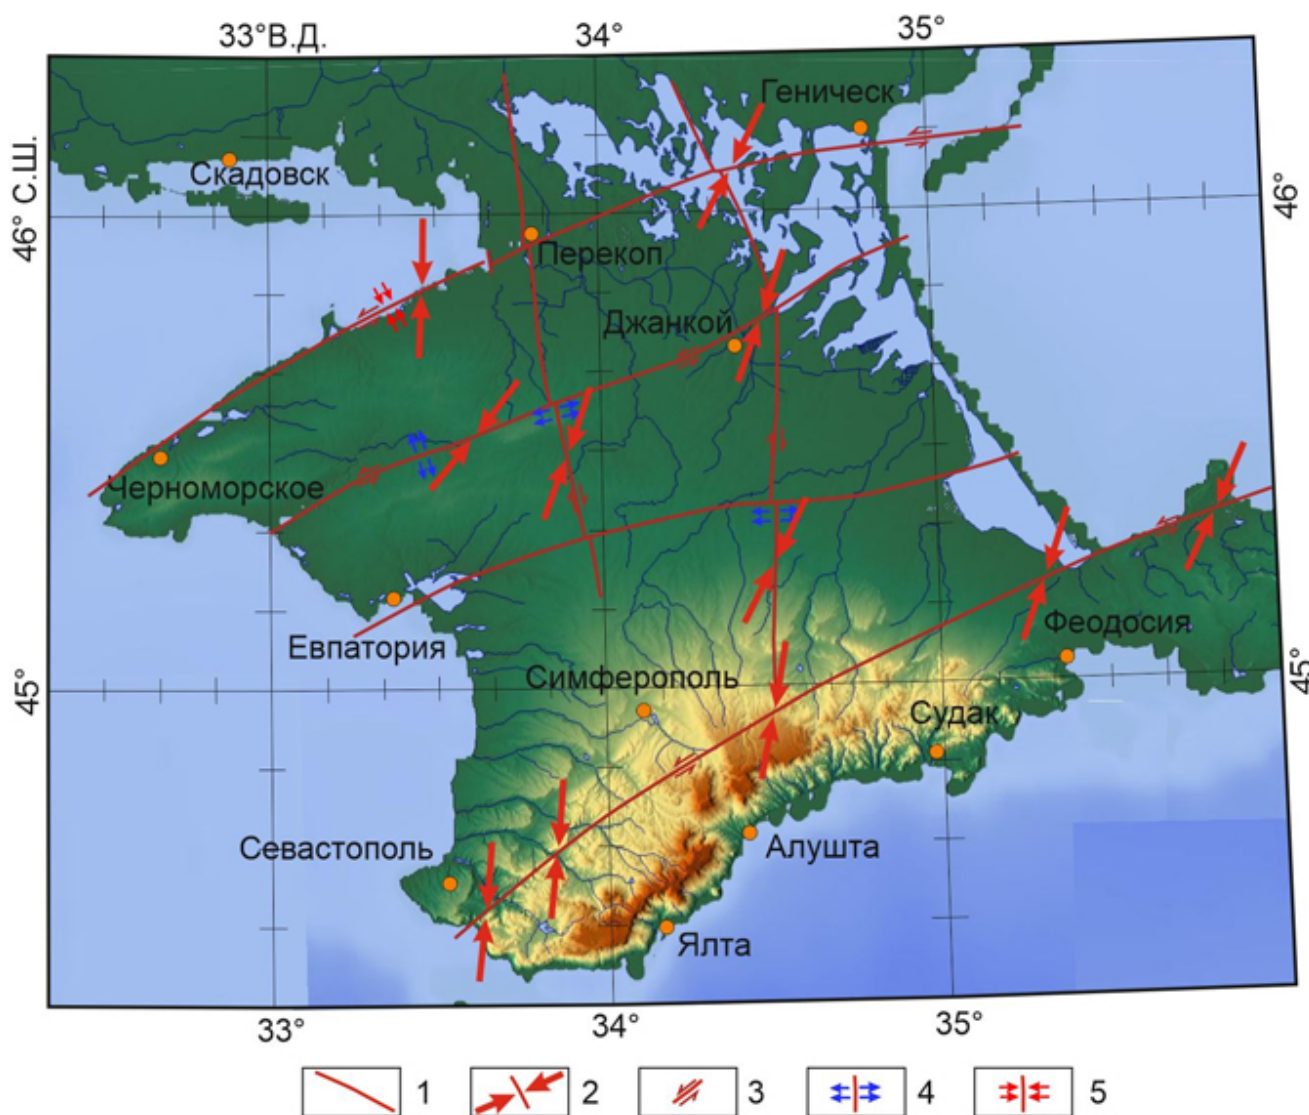 33°В.Д.
34°
35°
Геническ
Скадовск
46° С.Ш.
46°
Перекоп
Джанкой
Черноморское
Феодосия
Евпатория
Симферополь
45°
45°
Судак
Севастополь
Алушта
Ялта
33°
34°
35°
1
2
3
4
5